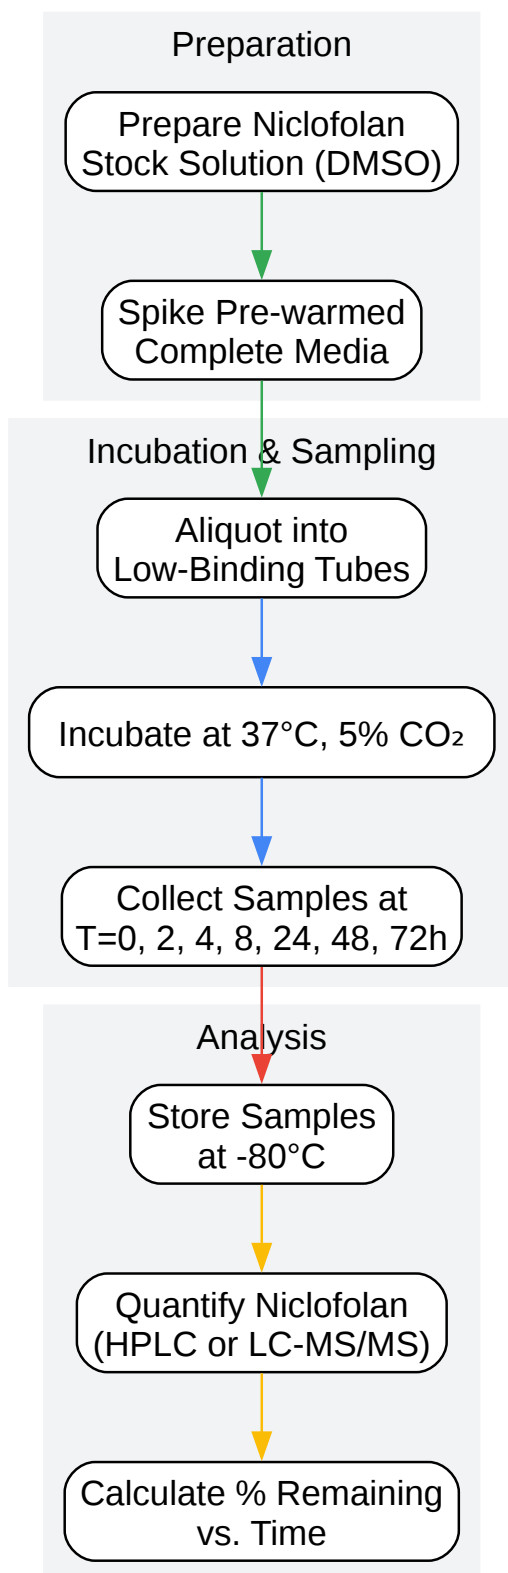 Preparation
Prepare Niclofolan
Stock Solution (DMSO)
Spike Pre-warmed
Complete Media
Incubation & Sampling
Aliquot into
Low-Binding Tubes
Incubate at 37°C, 5% CO₂
Collect Samples at
T=0, 2, 4, 8, 24, 48, 72h
Analysis
Store Samples
at -80°C
Quantify Niclofolan
(HPLC or LC-MS/MS)
Calculate % Remaining
vs. Time